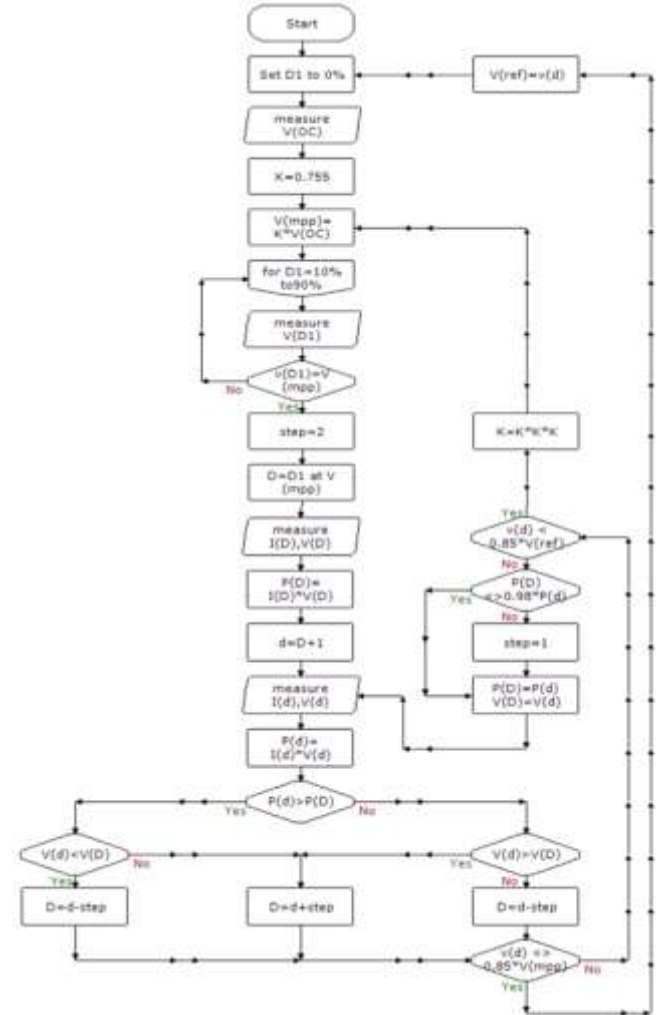 Start
Set D1 to 0%
V(ref)=v(d)
measure
V(OC)
K=0.755
V(mpp)=
K*V(OC)
for D1=10%
to90%
measure
V(D1)
v(D1)=V
(mpp)
No
Yes
step=2
K=K*K*K
D=D1 at V
(mpp)
measure
I(D),V(D)
Yes
v(d) <
0.85*V(ref)
No
P(D)=
I(D)*V(D)
P(D)
<>0.98*P(d)
Yes
No
d=D+1
step=1
measure
I(d),V(d)
P(D)=P(d)
V(D)=V(d)
P(d)=
I(d)*V(d)
P(d)>P(D)
Yes
No
V(d)<V(D)
No
Yes
V(d)>V(D)
Yes
No
D=d-step
D=d+step
D=d-step
v(d) <>
0.85*V(mpp)
No
Yes